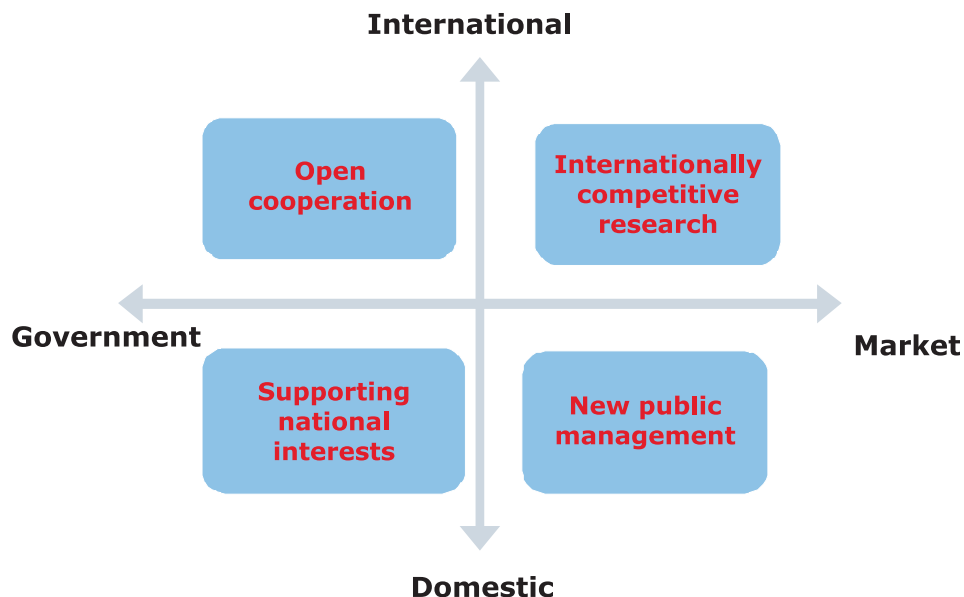 International
Open
cooperation
Internationally
competitive
research
Government
Market
Supporting
national
interests
New public
management
Domestic